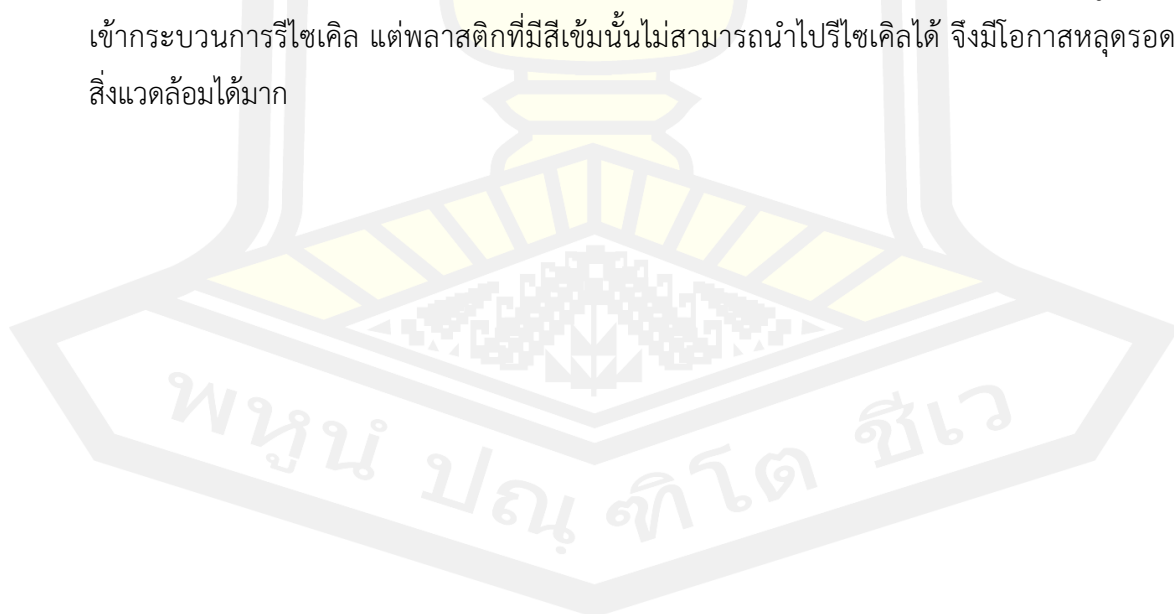 เข้ากระบวนการรีไซเคิล แต่พลาสติกที่มีสีเข้มนั้นไม่สามารถนำไปรีไซเคิลได้ จึงมีโอกาสหลุดรอด
สิ่งแวดล้อมได้มาก
พหูนํ ปณฺฑิโต ชีเว